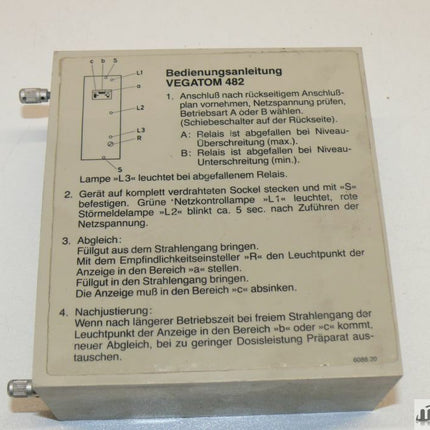 c b S
L1
a
L2
L3
R
S
Bedienungsanleitung
VEGATOM 482
1. Anschluß nach rückseitigem Anschluß-
plan vornehmen, Netzspannung prüfen,
Betriebsart A oder B wählen.
(Schiebeschalter auf der Rückseite).
A: Relais ist abgefallen bei Niveau-
Überschreitung (max.).
B: Relais ist abgefallen bei Niveau-
Unterschreitung (min.).
Lampe »L3« leuchtet bei abgefallenem Relais.
2. Gerät auf komplett verdrahteten Sockel stecken und mit »S«
befestigen. Grüne Netzkontrollampe »L1« leuchtet, rote
Störmeldelampe »L2« blinkt ca. 5 sec. nach Zuführen der
Netzspannung.
3. Abgleich:
Füllgut aus dem Strahlengang bringen.
Mit dem Empfindlichkeitseinsteller »R« den Leuchtpunkt der
Anzeige in den Bereich »a« stellen.
Füllgut in den Strahlengang bringen.
Die Anzeige muß in den Bereich »c« absinken.
4. Nachjustierung:
Wenn nach längerer Betriebszeit bei freiem Strahlengang der
Leuchtpunkt der Anzeige in den Bereich »b« oder »c« kommt,
neuer Abgleich, bei zu geringer Dosisleistung Präparat aus-
tauschen.